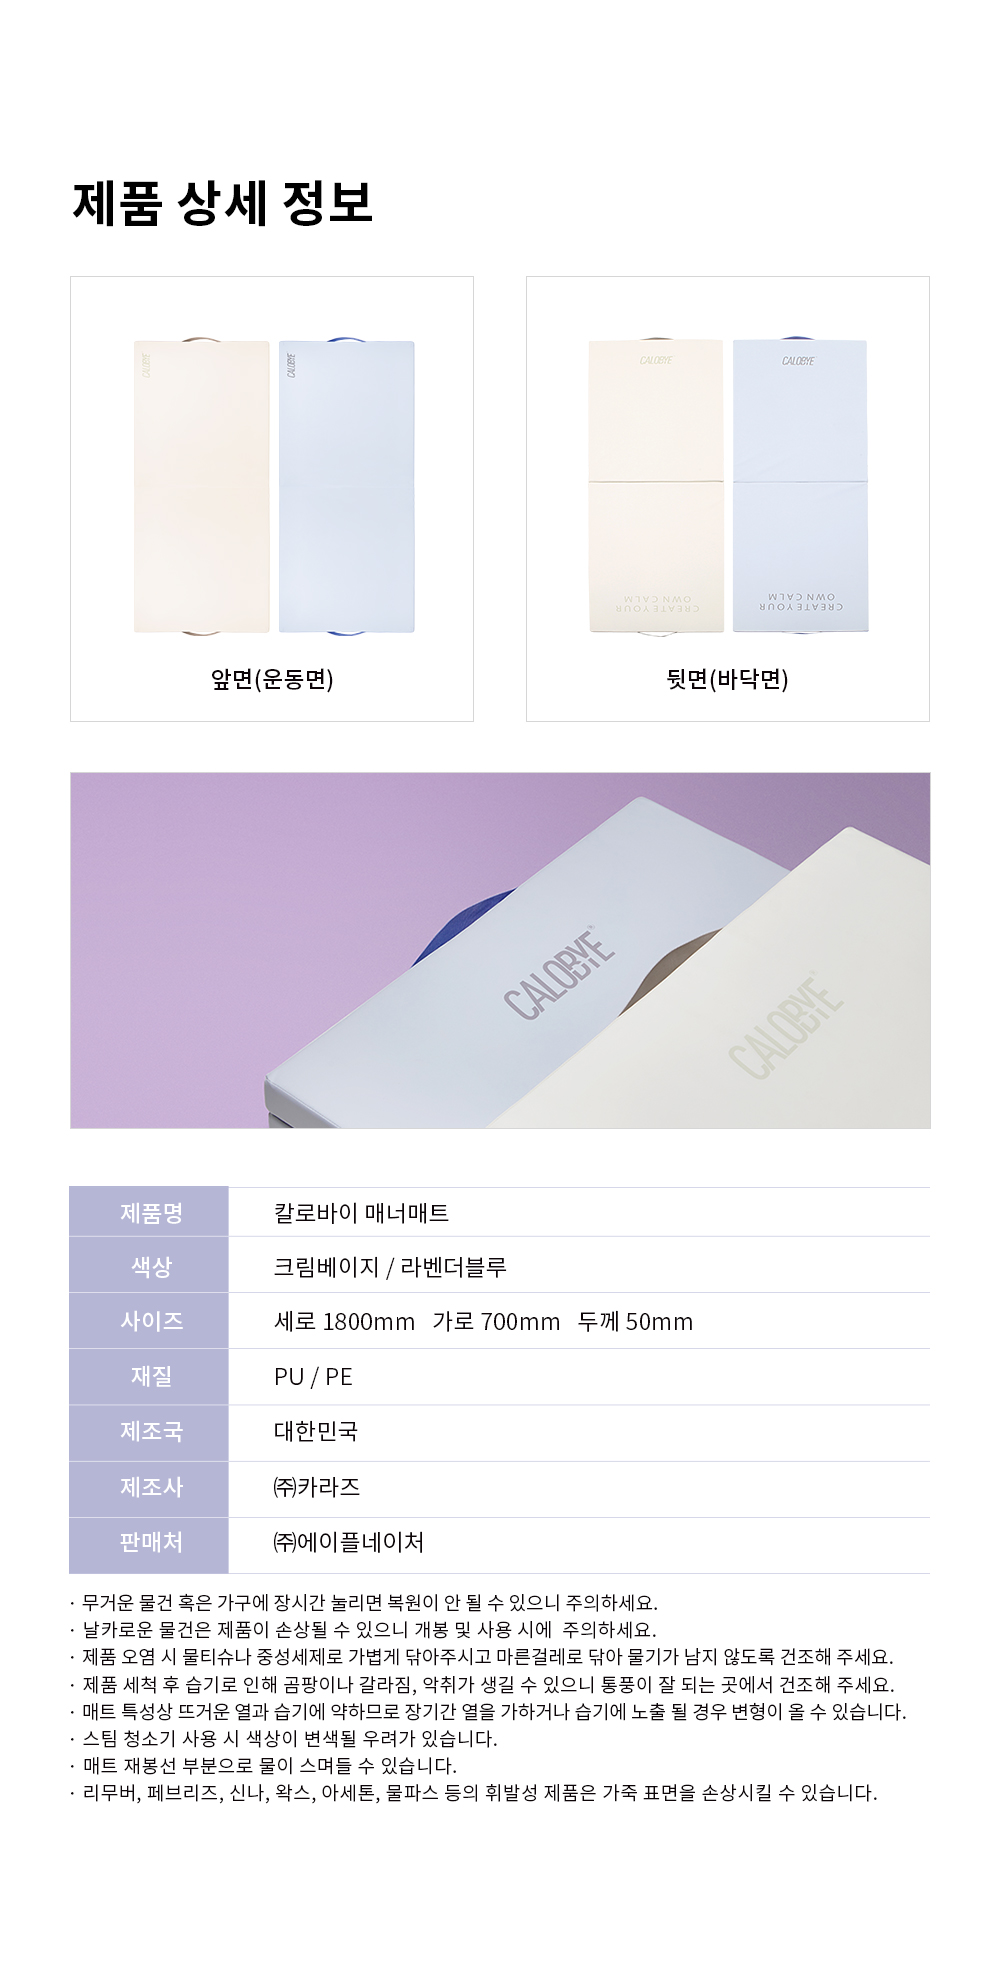 제품 상세 정보
CALOBYE
CALOBYE
CALOBYE
CALOBYE
CREATE YOUR
OWN CALM
CREATE YOUR
OWN CALM
앞면(운동면)
뒷면(바닥면)
CALOBYE®
CALOBYE®
제품명 칼로바이 매너매트
색상 크림베이지 / 라벤더블루
사이즈 세로 1800mm 가로 700mm 두께 50mm
재질 PU / PE
제조국 대한민국
제조사 ㈜카라즈
판매처 ㈜에이플네이처
· 무거운 물건 혹은 가구에 장시간 눌리면 복원이 안 될 수 있으니 주의하세요.
· 날카로운 물건은 제품이 손상될 수 있으니 개봉 및 사용 시에 주의하세요.
· 제품 오염 시 물티슈나 중성세제로 가볍게 닦아주시고 마른걸레로 닦아 물기가 남지 않도록 건조해 주세요.
· 제품 세척 후 습기로 인해 곰팡이나 갈라짐, 악취가 생길 수 있으니 통풍이 잘 되는 곳에서 건조해 주세요.
· 매트 특성상 뜨거운 열과 습기에 약하므로 장기간 열을 가하거나 습기에 노출 될 경우 변형이 올 수 있습니다.
· 스팀 청소기 사용 시 색상이 변색될 우려가 있습니다.
· 매트 재봉선 부분으로 물이 스며들 수 있습니다.
· 리무버, 페브리즈, 신나, 왁스, 아세톤, 물파스 등의 휘발성 제품은 가죽 표면을 손상시킬 수 있습니다.